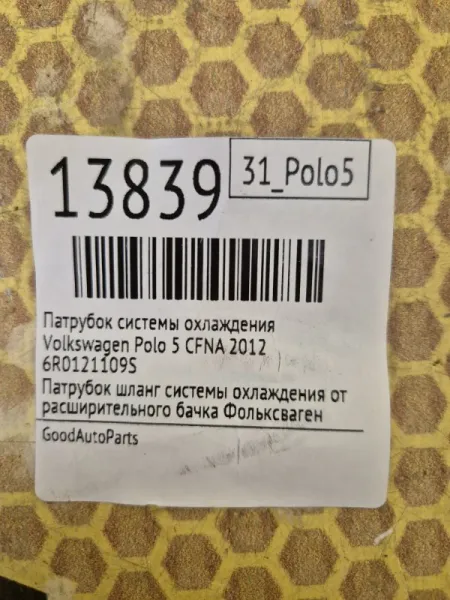 13839
31_Polo5
Патрубок системы охлаждения
Volkswagen Polo 5 CFNA 2012
6R0121109S
Патрубок шланг системы охлаждения от
расширительного бачка Фольксваген
GoodAutoParts